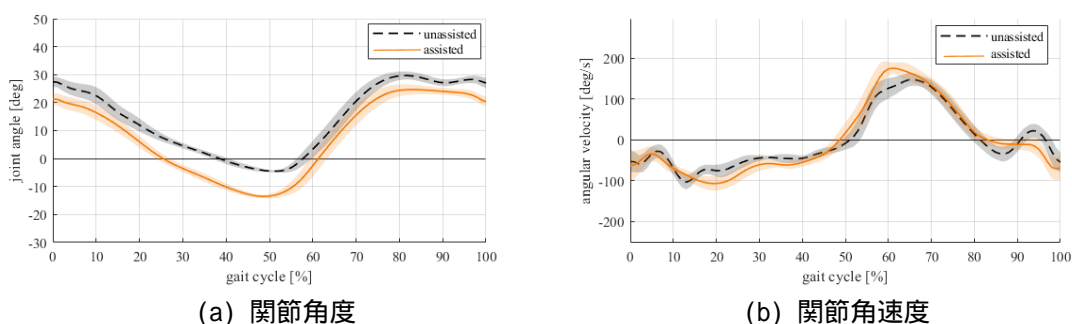 50
40
30
20
10
0
-10
-20
-30
joint angle [deg]
unassisted
assisted
0 10 20 30 40 50 60 70 80 90 100
gait cycle [%]
(a) 関節角度
200
100
0
-100
-200
angular velocity [deg/s]
unassisted
assisted
0 10 20 30 40 50 60 70 80 90 100
gait cycle [%]
(b) 関節角速度